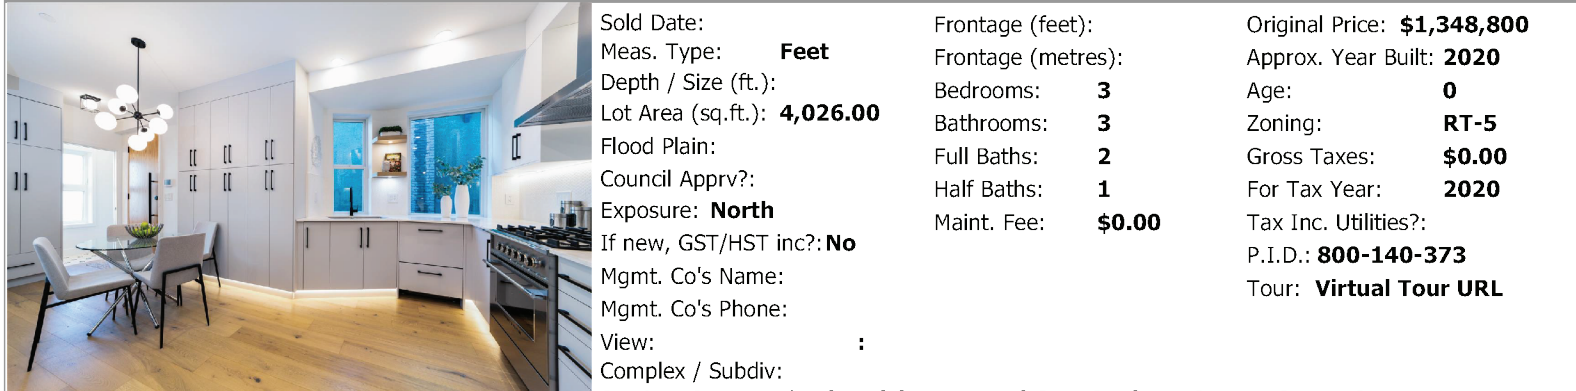 Sold Date:
Meas. Type: Feet
Depth / Size (ft.):
Lot Area (sq.ft.): 4,026.00
Flood Plain:
Council Apprv?:
Exposure: North
If new, GST/HST inc?: No
Mgmt. Co's Name:
Mgmt. Co's Phone:
View: :
Complex / Subdiv:
Frontage (feet):
Frontage (metres):
Bedrooms: 3
Bathrooms: 3
Full Baths: 2
Half Baths: 1
Maint. Fee: $0.00
Original Price: $1,348,800
Approx. Year Built: 2020
Age: 0
Zoning: RT-5
Gross Taxes: $0.00
For Tax Year: 2020
Tax Inc. Utilities?:
P.I.D.: 800-140-373
Tour: Virtual Tour URL